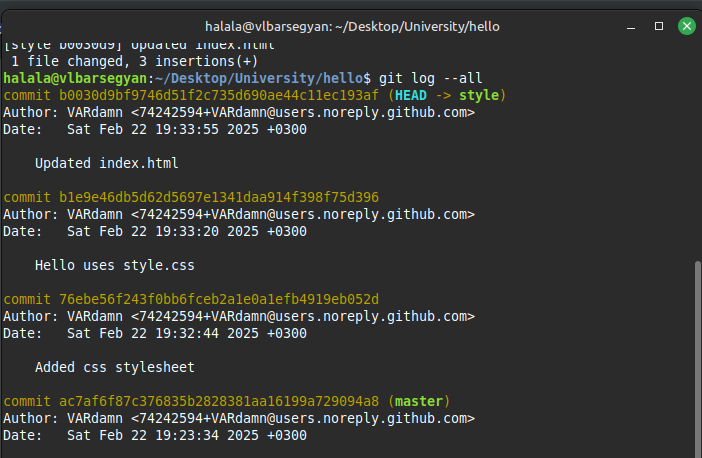 halala@vlbarsegyan: ~/Desktop/University/hello
[style b0030d9] Updated index.html
 1 file changed, 3 insertions(+)
halala@vlbarsegyan:~/Desktop/University/hello$ git log --all
commit b0030d9bf9746d51f2c735d690ae44c11ec193af (HEAD -> style)
Author: VARdamn <74242594+VARdamn@users.noreply.github.com>
Date:   Sat Feb 22 19:33:55 2025 +0300
    Updated index.html
commit b1e9e46db5d62d5697e1341daa914f398f75d396
Author: VARdamn <74242594+VARdamn@users.noreply.github.com>
Date:   Sat Feb 22 19:33:20 2025 +0300
    Hello uses style.css
commit 76ebe56f243f0bb6fceb2a1e0a1efb4919eb052d
Author: VARdamn <74242594+VARdamn@users.noreply.github.com>
Date:   Sat Feb 22 19:32:44 2025 +0300
    Added css stylesheet
commit ac7af6f87c376835b2828381aa16199a729094a8 (master)
Author: VARdamn <74242594+VARdamn@users.noreply.github.com>
Date:   Sat Feb 22 19:23:34 2025 +0300